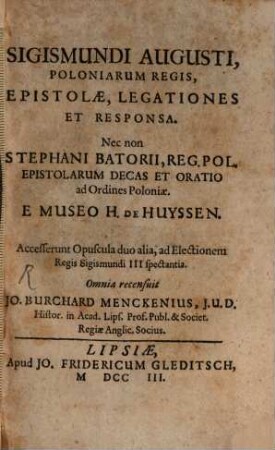 SIGISMUNDI AUGUSTI,
POLONIARUM REGIS,
EPISTOLÆ, LEGATIONES
ET RESPONSA.
Nec non
STEPHANI BATORII, REG. POL.
EPISTOLARUM DECAS ET ORATIO
ad Ordines Poloniæ.
E MUSEO H. DE HUYSSEN.
Accesserunt Opuscula duo alia, ad Electionem
Regis Sigismundi III spectantia.
Omnia recensuit
JO. BURCHARD MENCKENIUS, J.U.D.
Histor. in Acad. Lips. Prof. Publ. & Societ.
Regiæ Anglic. Socius.
LIPSIÆ,
Apud JO. FRIDERICUM GLEDITSCH,
M DCC III.